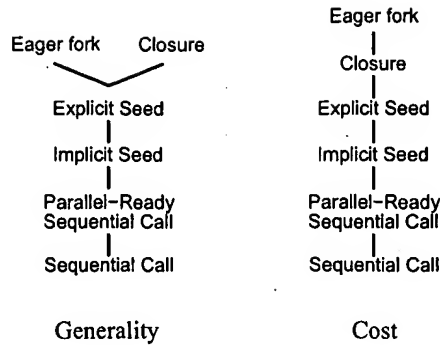 Eager fork
Closure
Explicit Seed
Implicit Seed
Parallel-Ready
Sequential Call
Sequential Call
Generality
Eager fork
Closure
Explicit Seed
Implicit Seed
Parallel-Ready
Sequential Call
Sequential Call
Cost